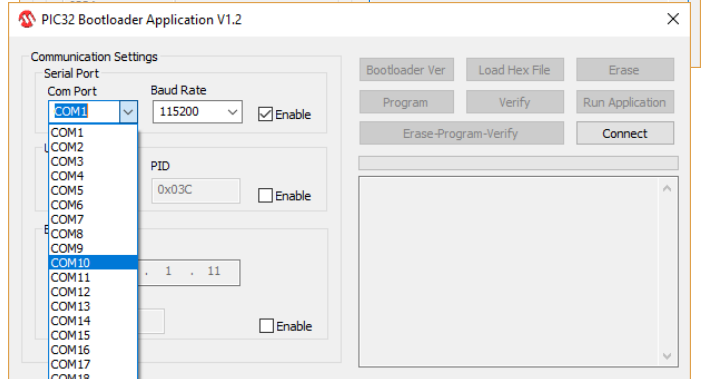 PIC32 Bootloader Application V1.2
Communication Settings
Serial Port
Com Port
Baud Rate
COM1
115200
Enable
COM1
COM2
COM3
COM4
COM5
COM6
COM7
COM8
COM9
COM10
COM11
COM12
COM13
COM14
COM15
COM16
COM17
COM18
PID
0x03C
Enable
. 1 . 11
Enable
Bootloader Ver
Load Hex File
Erase
Program
Verify
Run Application
Erase-Program-Verify
Connect